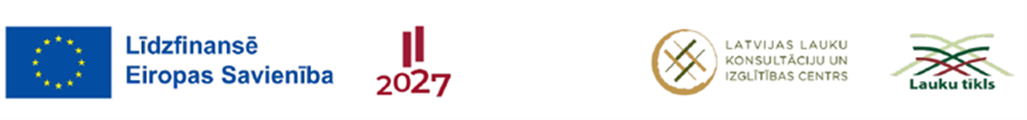 Līdzfinansē
Eiropas Savienība
2027
LATVIJAS LAUKU
KONSULTĀCIJU UN
IZGLĪTĪBAS CENTRS
Lauku tīkls